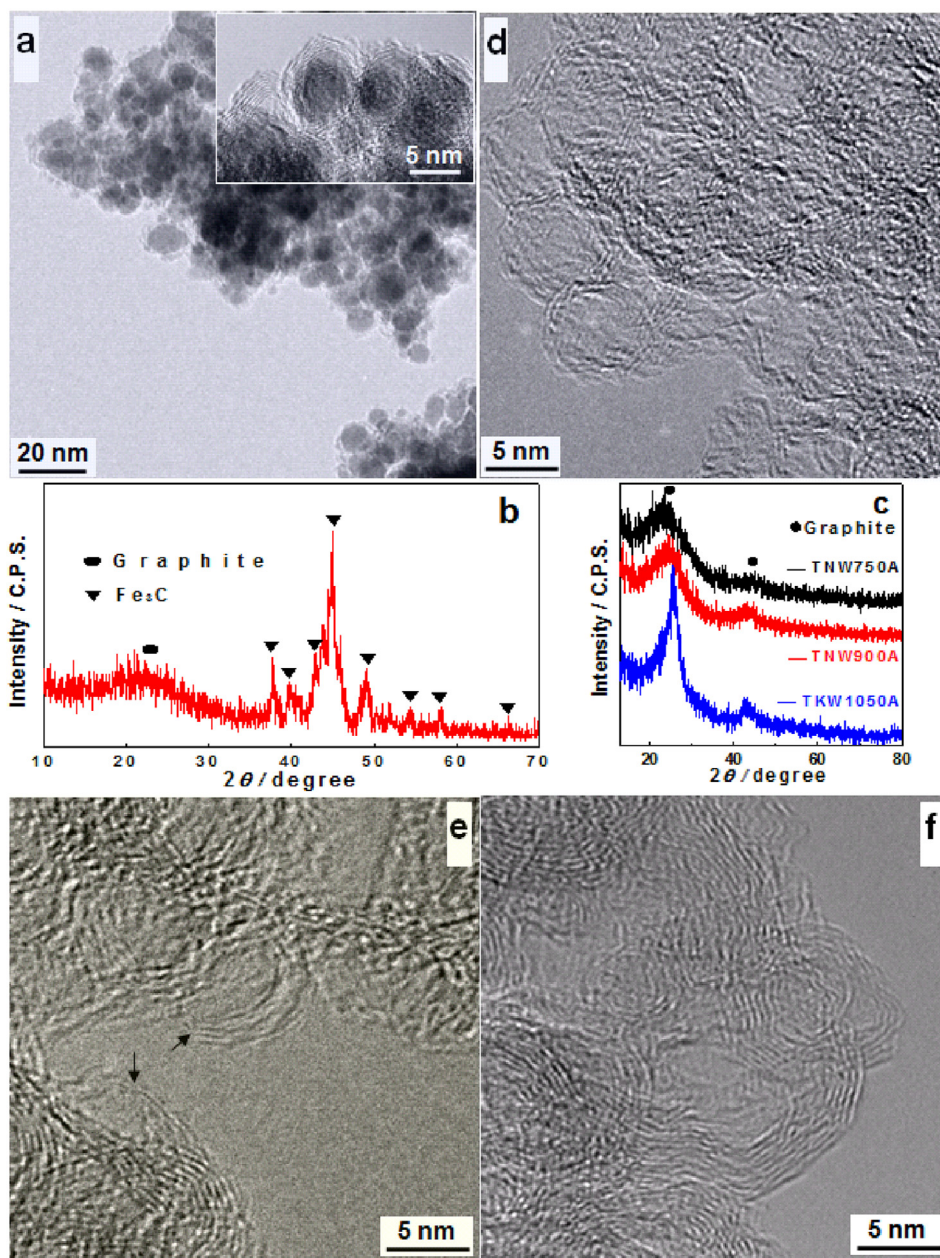 a
5 nm
20 nm
d
5 nm
b
Graphite
Fe₃C
Intensity / C.P.S.
10 20 30 40 50 60 70
2θ/degree
c
Graphite
TNW750A
TNW900A
TKW1050A
Intensity / C.P.S.
20 40 60 80
2θ/degree
e
5 nm
f
5 nm